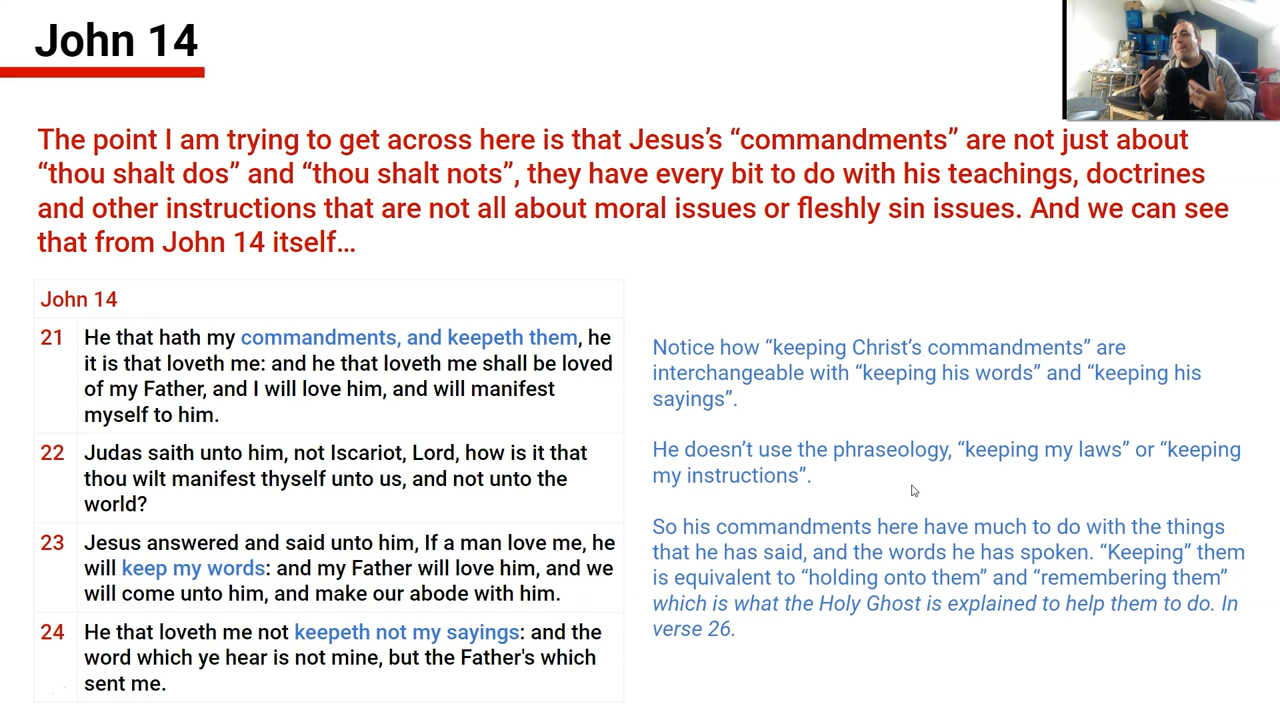 John 14
The point I am trying to get across here is that Jesus’s “commandments” are not just about
“thou shalt dos” and “thou shalt nots”, they have every bit to do with his teachings, doctrines
and other instructions that are not all about moral issues or fleshly sin issues. And we can see
that from John 14 itself…
John 14
21 He that hath my commandments, and keepeth them, he
it is that loveth me: and he that loveth me shall be loved
of my Father, and I will love him, and will manifest
myself to him.
22 Judas saith unto him, not Iscariot, Lord, how is it that
thou wilt manifest thyself unto us, and not unto the
world?
23 Jesus answered and said unto him, If a man love me, he
will keep my words: and my Father will love him, and we
will come unto him, and make our abode with him.
24 He that loveth me not keepeth not my sayings: and the
word which ye hear is not mine, but the Father's which
sent me.
Notice how “keeping Christ’s commandments” are
interchangeable with “keeping his words” and “keeping his
sayings”.
He doesn’t use the phraseology, “keeping my laws” or “keeping
my instructions”.
So his commandments here have much to do with the things
that he has said, and the words he has spoken. “Keeping” them
is equivalent to “holding onto them” and “remembering them”
which is what the Holy Ghost is explained to help them to do. In
verse 26.